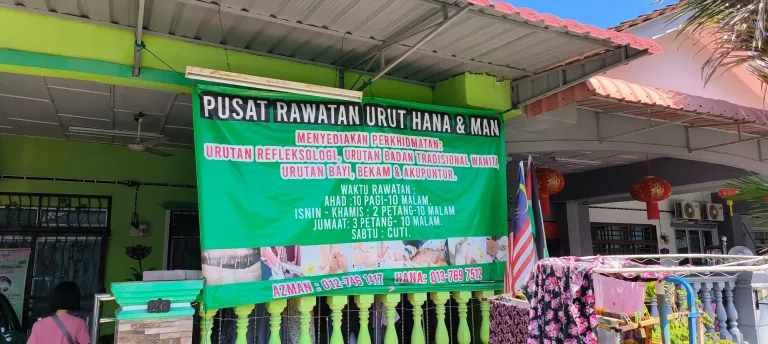 PUSAT RAWATAN URUT HANA & MAN
MENYEDIAKAN PERKHIDMATAN:
URUTAN REFLEKSOLOGI, URUTAN BADAN TRADISIONAL WANITA,
URUTAN BAYI, BEKAM & AKUPUNTUR.
WAKTU RAWATAN :
AHAD :10 PAGI-10 MALAM.
ISNIN - KHAMIS : 2 PETANG-10 MALAM
JUMAAT: 3 PETANG- 10 MALAM.
SABTU : CUTI.
AZMAN : 012-746 1417 HANA: 013-769 7512